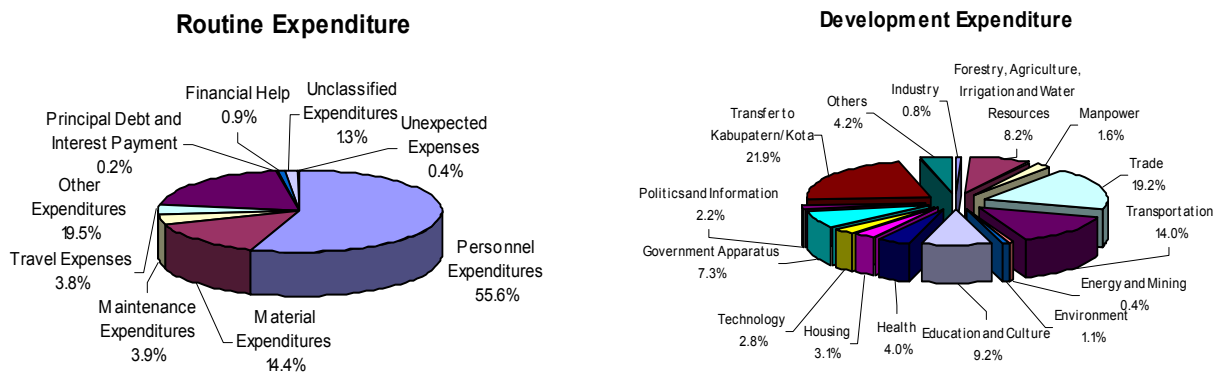 Routine Expenditure
Financial Help
0.9%
Unclassified
Expenditures
1.3%
Unexpected
Expenses
0.4%
Principal Debt and
Interest Payment
0.2%
Other
Expenditures
19.5%
Travel Expenses
3.8%
Maintenance
Expenditures
3.9%
Material
Expenditures
14.4%
Personnel
Expenditures
55.6%
Development Expenditure
Forestry, Agriculture,
Irrigation and Water
Resources
8.2%
Industry
0.8%
Others
4.2%
Transfer to
Kabupatern/Kota
21.9%
Manpower
1.6%
Trade
19.2%
Transportation
14.0%
Politics and Information
2.2%
Government Apparatus
7.3%
Energy and Mining
0.4%
Environment
1.1%
Technology
2.8%
Housing
3.1%
Health
4.0%
Education and Culture
9.2%